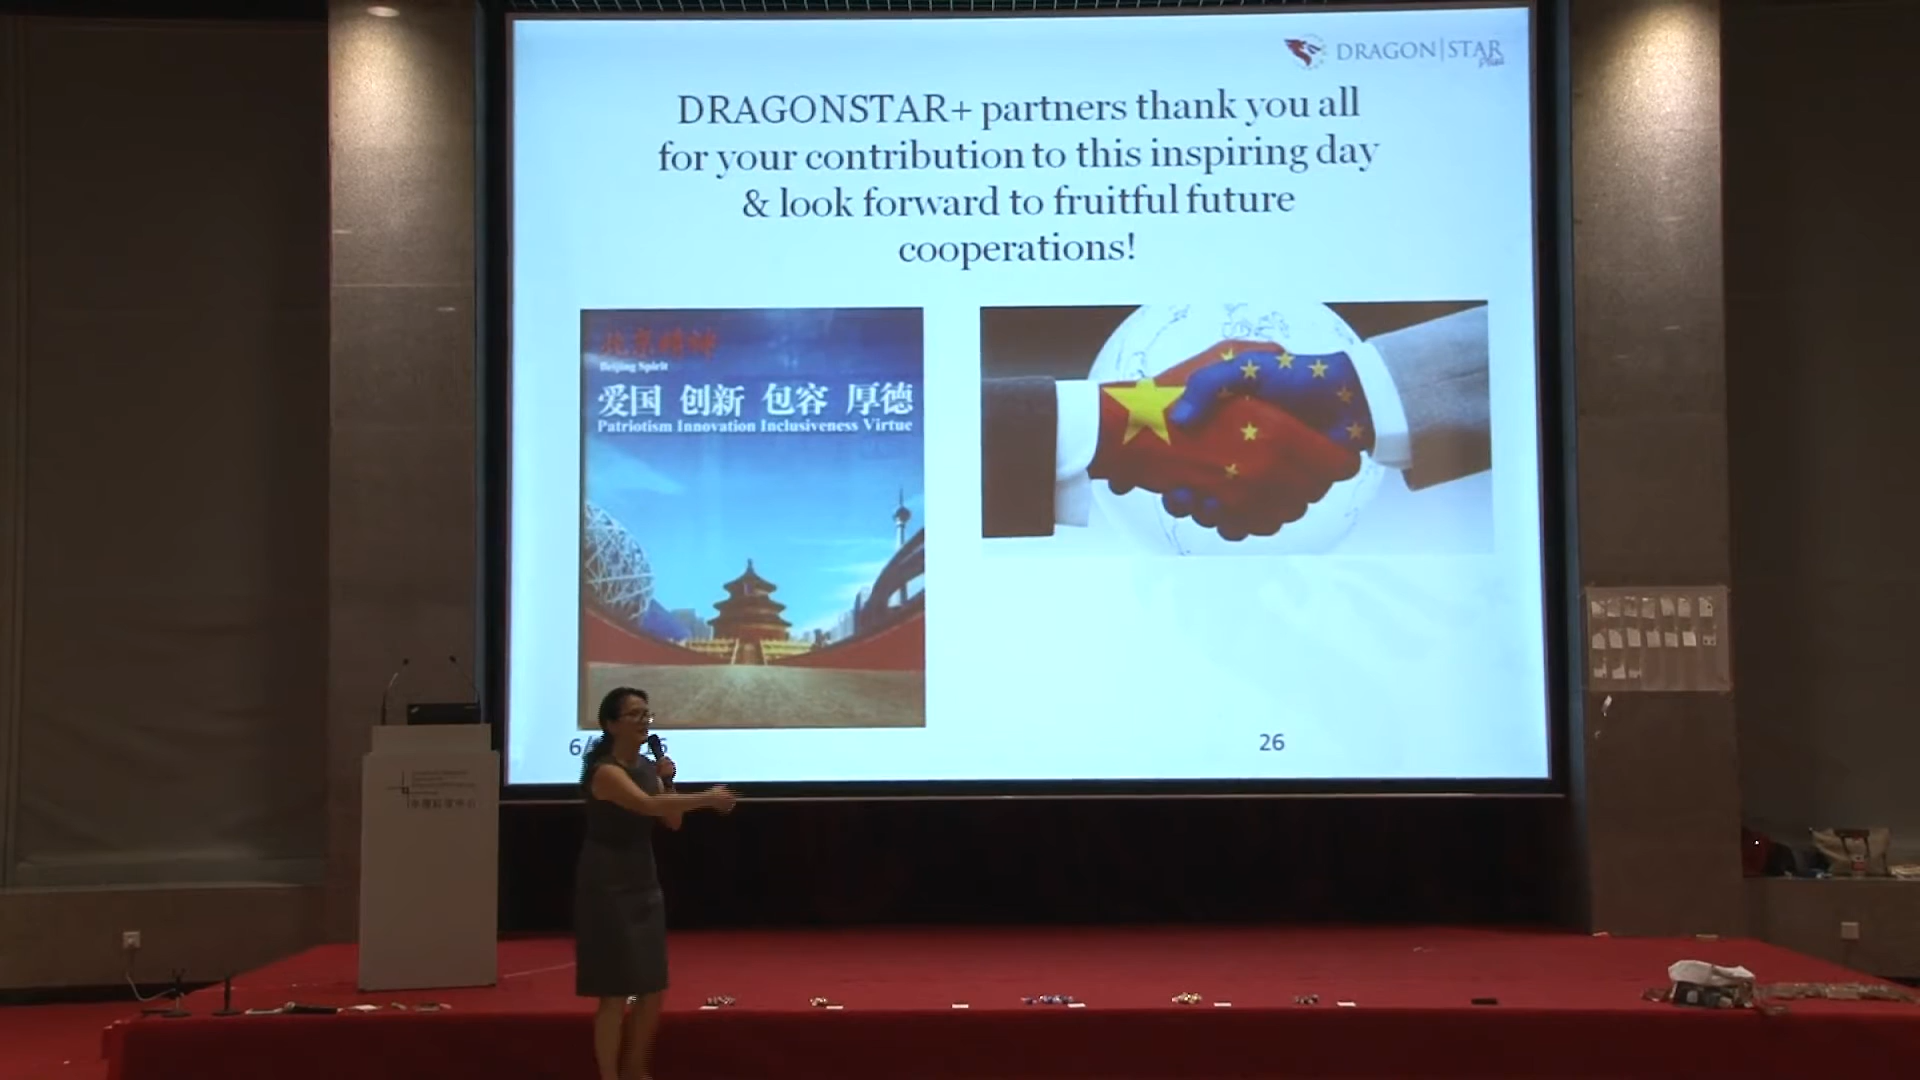 DRAGON|STAR
Plus
DRAGONSTAR+ partners thank you all
for your contribution to this inspiring day
& look forward to fruitful future
cooperations!
北京精神
Beijing Spirit
爱国 创新 包容 厚德
Patriotism Innovation Inclusiveness Virtue
26